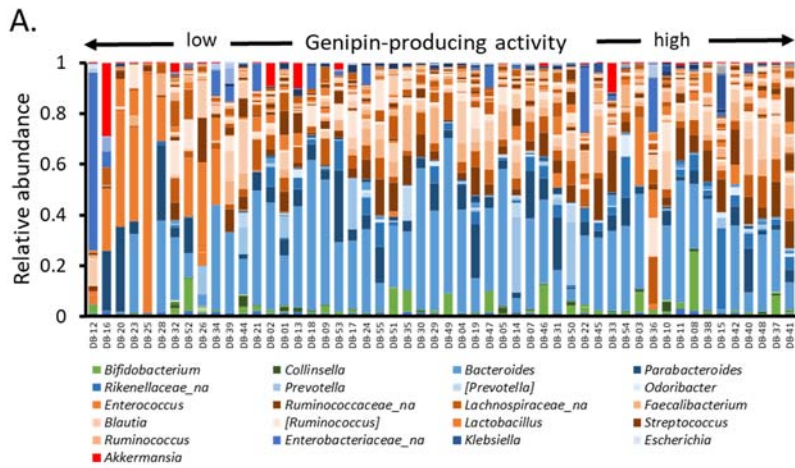 A.
low Genipin-producing activity high
Relative abundance
1
0.8
0.6
0.4
0.2
0
DB-12 DB-16 DB-20 DB-23 DB-25 DB-28 DB-32 DB-52 DB-26 DB-34 DB-39 DB-44 DB-21 DB-02 DB-01 DB-13 DB-18 DB-09 DB-53 DB-17 DB-24 DB-55 DB-51 DB-35 DB-30 DB-29 DB-49 DB-04 DB-19 DB-47 DB-05 DB-14 DB-07 DB-46 DB-31 DB-50 DB-22 DB-45 DB-33 DB-54 DB-03 DB-36 DB-10 DB-11 DB-08 DB-38 DB-15 DB-42 DB-40 DB-48 DB-37 DB-41
Bifidobacterium Collinsella Bacteroides Parabacteroides
Rikenellaceae_na Prevotella [Prevotella] Odoribacter
Enterococcus Ruminococcaceae_na Lachnospiraceae_na Faecalibacterium
Blautia [Ruminococcus] Lactobacillus Streptococcus
Ruminococcus Enterobacteriaceae_na Klebsiella Escherichia
Akkermansia